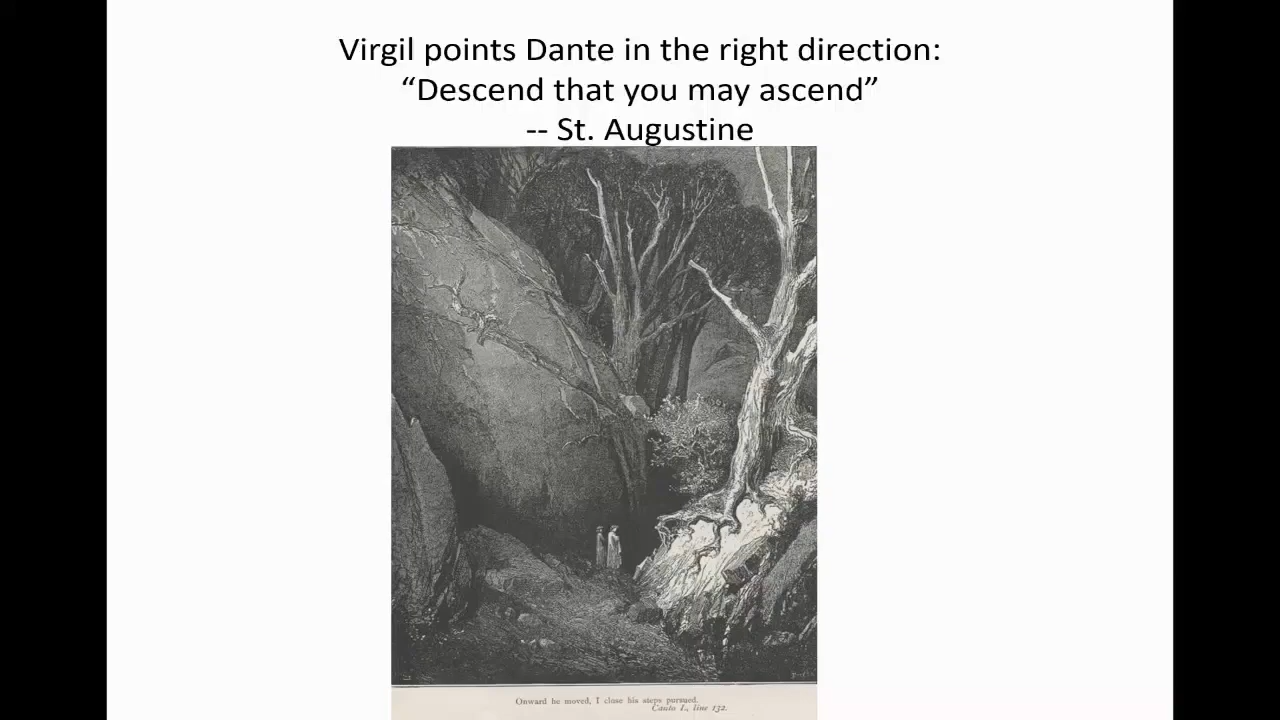 Virgil points Dante in the right direction:
“Descend that you may ascend”
-- St. Augustine
Onward he moved, I close his steps pursued.
Canto I., line 132.